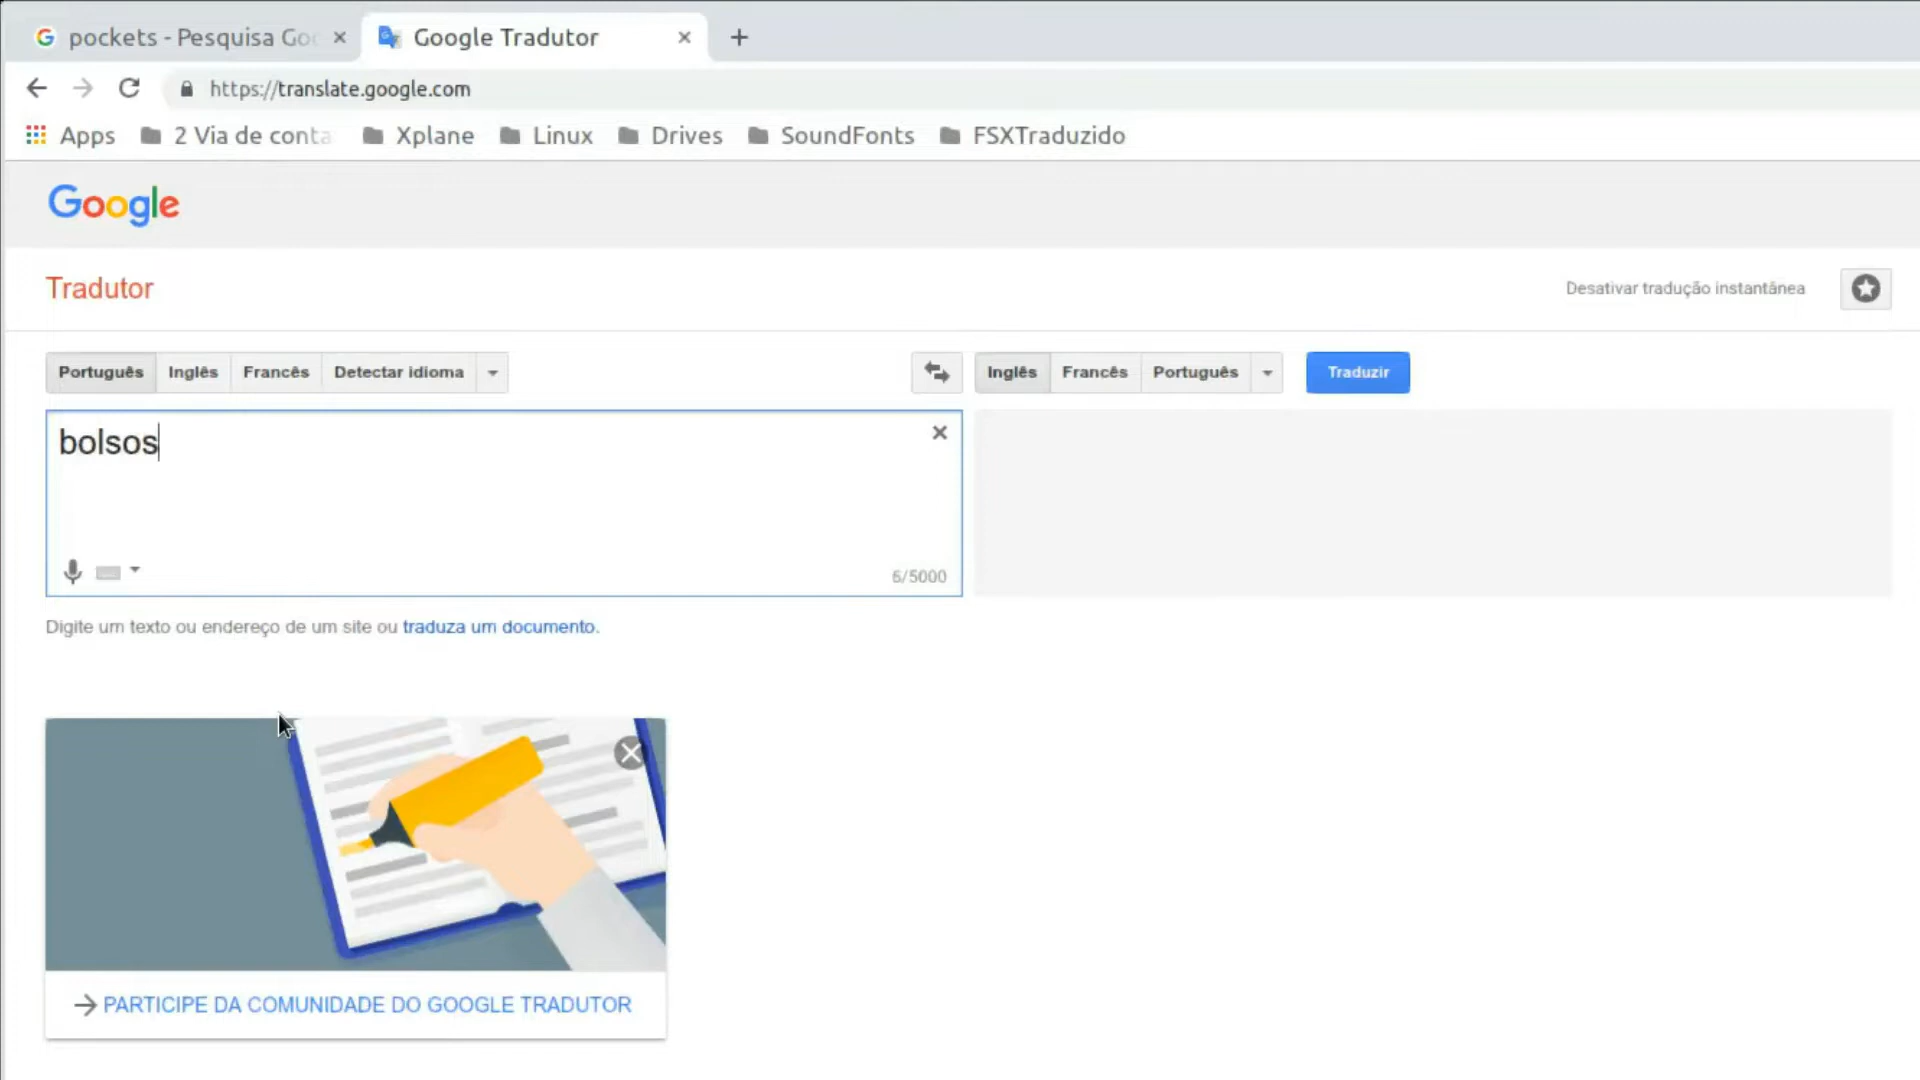 pockets - Pesquisa Goo
Google Tradutor
https://translate.google.com
Apps 2 Via de conta Xplane Linux Drives SoundFonts FSXTraduzido
Google
Tradutor
Desativar tradução instantânea
Português Inglês Francês Detectar idioma
Inglês Francês Português Traduzir
bolsos
6/5000
Digite um texto ou endereço de um site ou traduza um documento.
PARTICIPE DA COMUNIDADE DO GOOGLE TRADUTOR